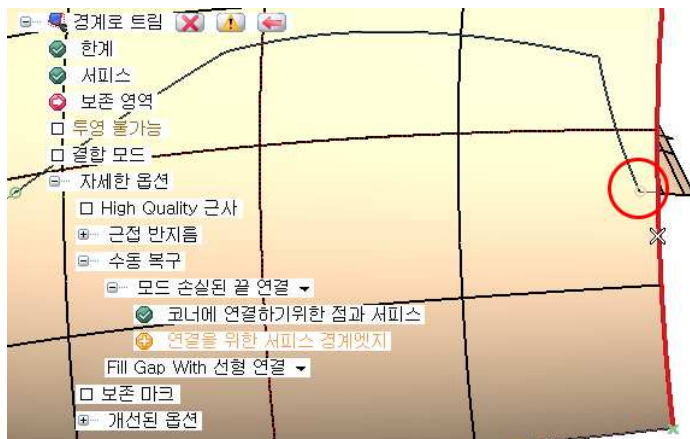 경계로 트림
한계
서피스
보존 영역
투영 불가능
결합 모드
자세한 옵션
High Quality 근사
근접 반지름
수동 복구
모드 손실된 끝 연결
코너에 연결하기위한 점과 서피스
연결을 위한 서피스 경계엣지
Fill Gap With 선형 연결
보존 마크
개선된 옵션